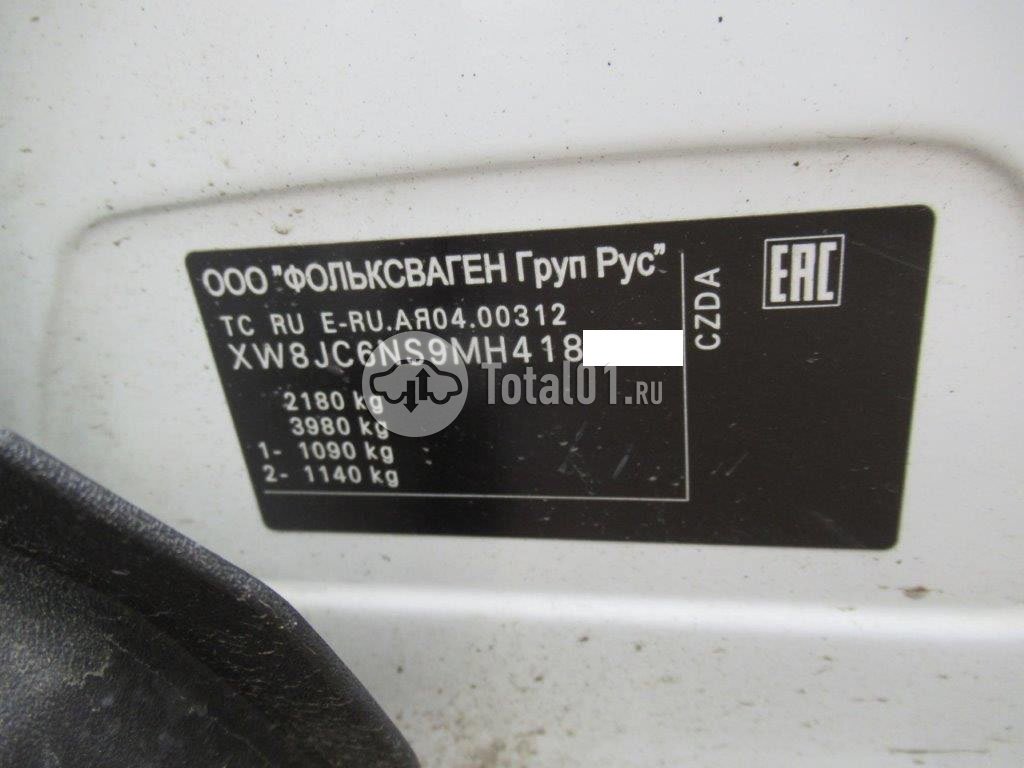 ООО "ФОЛЬКСВАГЕН Груп Рус"
TC RU E-RU.АЯ04.00312
XW8JC6NS9MH418
2180 kg
3980 kg
1- 1090 kg
2- 1140 kg
CZDA
EAC
Total01.RU